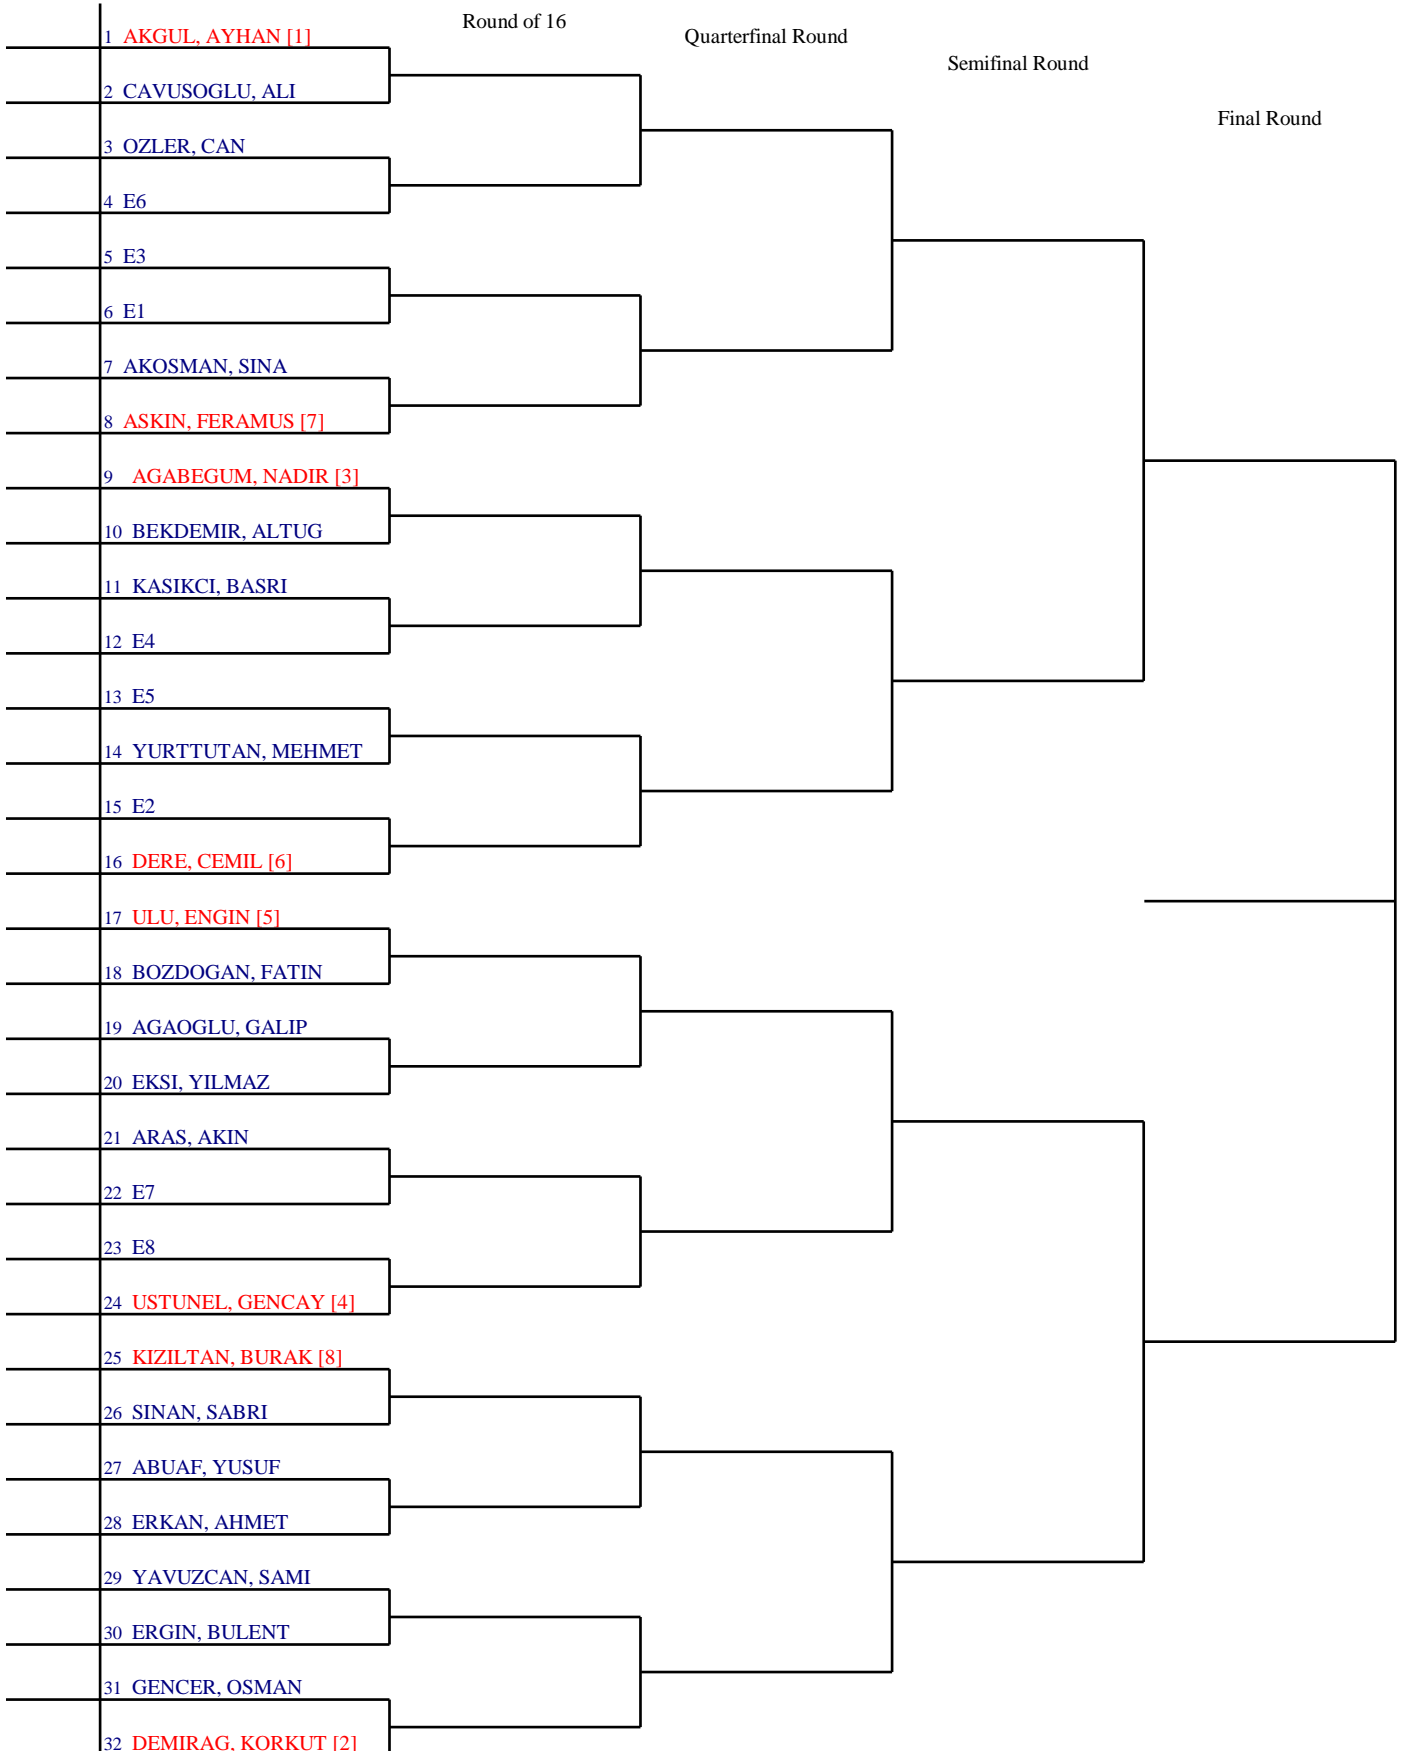 Round of 16
Quarterfinal Round
Semifinal Round
Final Round
1 AKGUL, AYHAN [1]
2 CAVUSOGLU, ALI
3 OZLER, CAN
4 E6
5 E3
6 E1
7 AKOSMAN, SINA
8 ASKIN, FERAMUS [7]
9 AGABEGUM, NADIR [3]
10 BEKDEMIR, ALTUG
11 KASIKCI, BASRI
12 E4
13 E5
14 YURTTUTAN, MEHMET
15 E2
16 DERE, CEMIL [6]
17 ULU, ENGIN [5]
18 BOZDOGAN, FATIN
19 AGAOGLU, GALIP
20 EKSI, YILMAZ
21 ARAS, AKIN
22 E7
23 E8
24 USTUNEL, GENCAY [4]
25 KIZILTAN, BURAK [8]
26 SINAN, SABRI
27 ABUAF, YUSUF
28 ERKAN, AHMET
29 YAVUZCAN, SAMI
30 ERGIN, BULENT
31 GENCER, OSMAN
32 DEMIRAG, KORKUT [2]